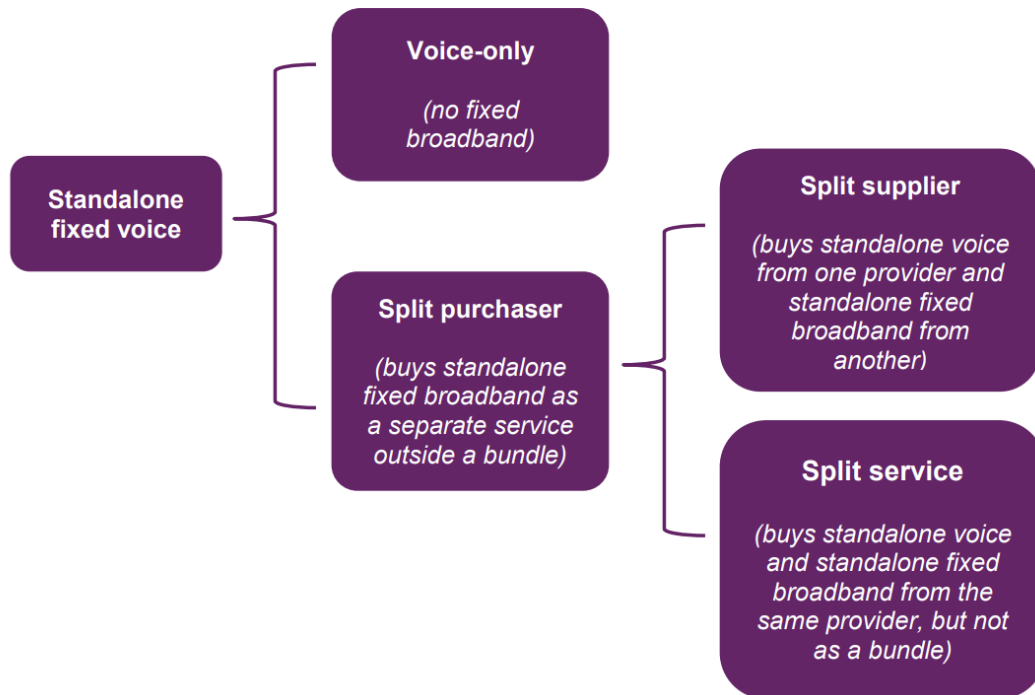 Voice-only
(no fixed
broadband)
Standalone
fixed voice
Split purchaser
(buys standalone
fixed broadband as
a separate service
outside a bundle)
Split supplier
(buys standalone voice
from one provider and
standalone fixed
broadband from
another)
Split service
(buys standalone voice
and standalone fixed
broadband from the
same provider, but not
as a bundle)